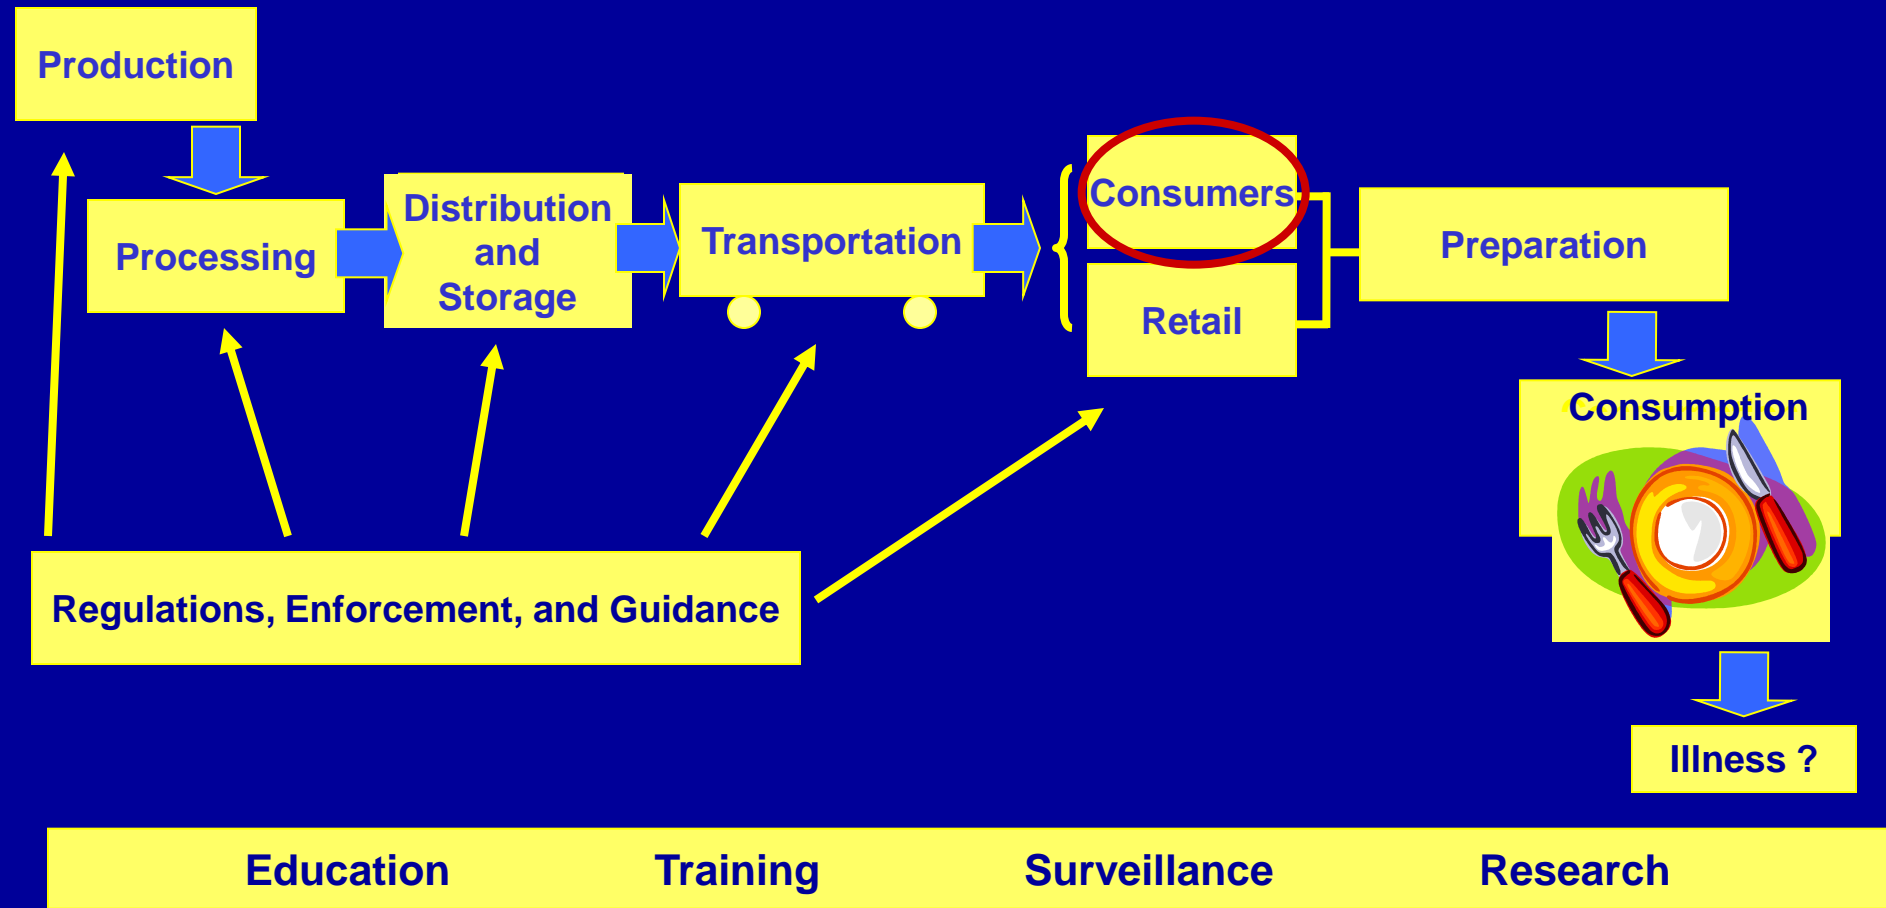 Production
Processing
Distribution
and
Storage
Transportation
Consumers
Retail
Preparation
Consumption
Regulations, Enforcement, and Guidance
Illness ?
Education Training Surveillance Research